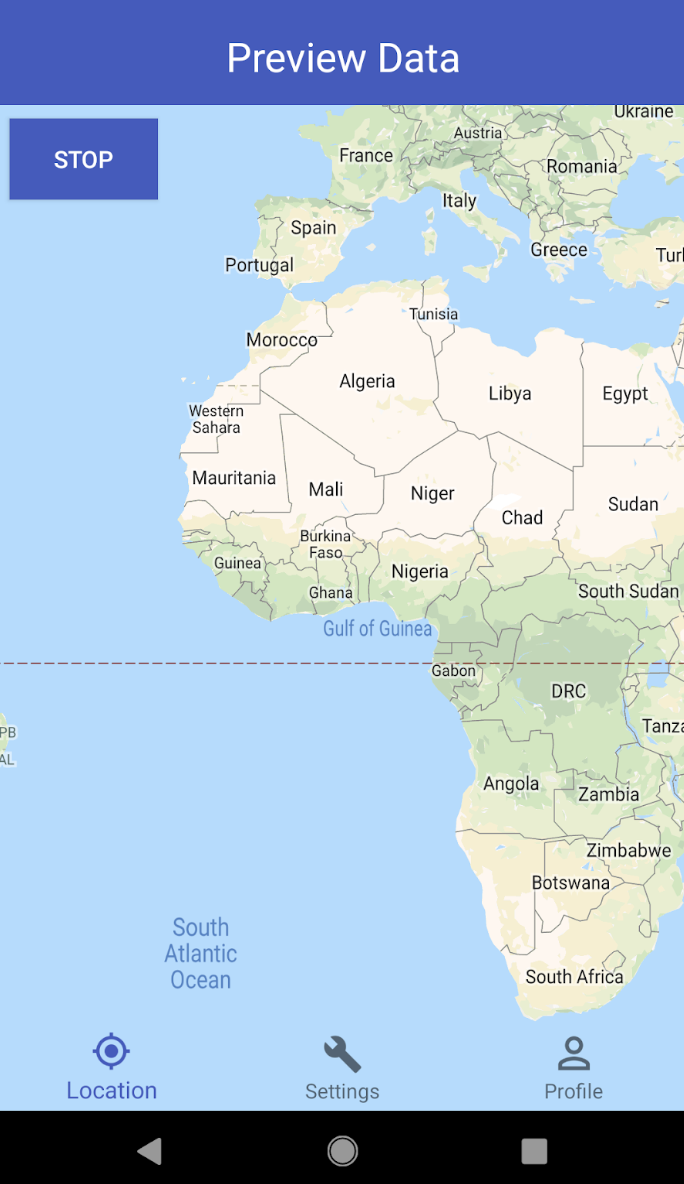 Preview Data
STOP
Ukraine
Austria
France
Romania
Italy
Spain
Greece
Turl
Portugal
Tunisia
Morocco
Algeria
Libya
Egypt
Western
Sahara
Mauritania
Mali
Niger
Chad
Sudan
Burkina
Faso
Guinea
Nigeria
Ghana
South Sudan
Gulf of Guinea
Gabon
DRC
PB
Tanza
AL
Angola
Zambia
Zimbabwe
Botswana
South
Atlantic
Ocean
South Africa
Location
Settings
Profile